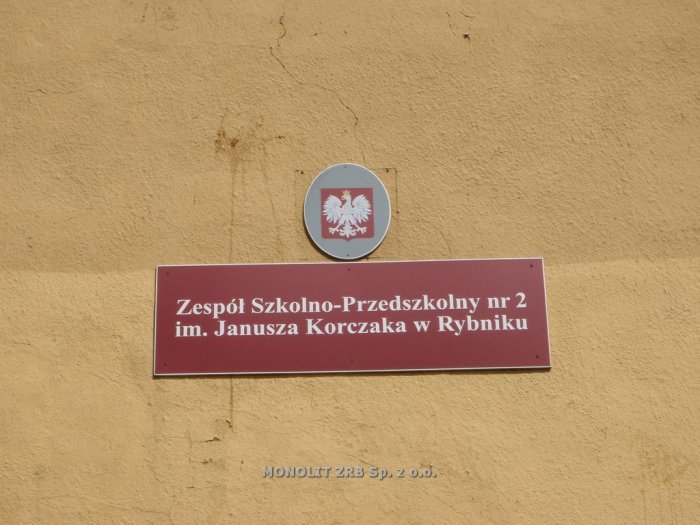 Zespół Szkolno-Przedszkolny nr 2
im. Janusza Korczaka w Rybniku
MONOLIT ZRB Sp. z o.o.